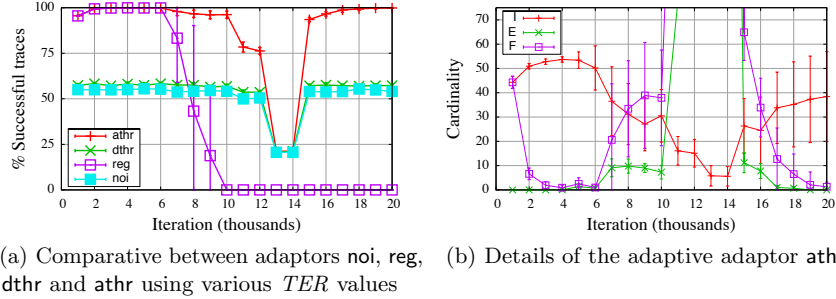 % Successful traces
100
75
50
25
0
athr
dthr
reg
noi
0 2 4 6 8 10 12 14 16 18 20
Iteration (thousands)
Cardinality
70
60
50
40
30
20
10
0
I
E
F
0 2 4 6 8 10 12 14 16 18 20
Iteration (thousands)
(a) Comparative between adaptors noi, reg,
dthr and athr using various TER values
(b) Details of the adaptive adaptor ath